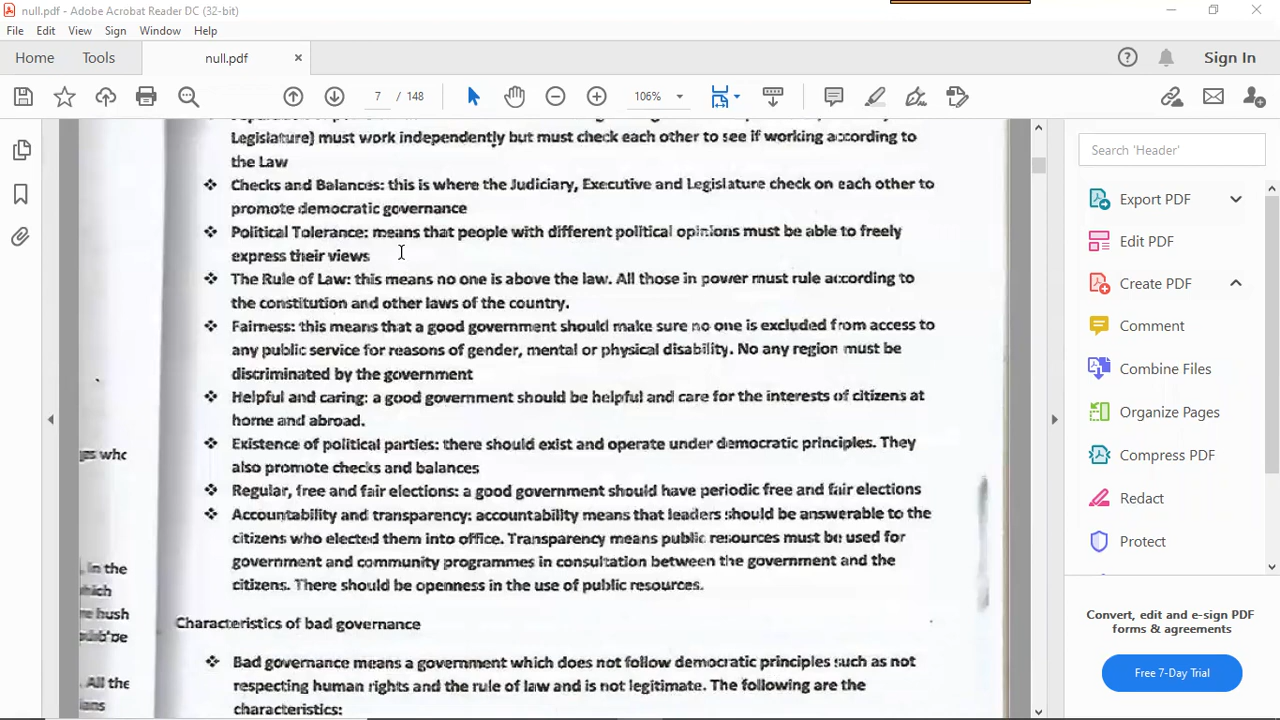 null.pdf - Adobe Acrobat Reader DC (32-bit)
File Edit View Sign Window Help
Home Tools null.pdf Sign In
7 / 148 106%
Legislature) must work independently but must check each other to see if working according to
the Law
❖ Checks and Balances: this is where the Judiciary, Executive and Legislature check on each other to
promote democratic governance
❖ Political Tolerance: means that people with different political opinions must be able to freely
express their views
❖ The Rule of Law: this means no one is above the law. All those in power must rule according to
the constitution and other laws of the country.
❖ Fairness: this means that a good government should make sure no one is excluded from access to
any public service for reasons of gender, mental or physical disability. No any region must be
discriminated by the government
❖ Helpful and caring: a good government should be helpful and care for the interests of citizens at
home and abroad.
❖ Existence of political parties: there should exist and operate under democratic principles. They
also promote checks and balances
❖ Regular, free and fair elections: a good government should have periodic free and fair elections
❖ Accountability and transparency: accountability means that leaders should be answerable to the
citizens who elected them into office. Transparency means public resources must be used for
government and community programmes in consultation between the government and the
citizens. There should be openness in the use of public resources.
Characteristics of bad governance
❖ Bad governance means a government which does not follow democratic principles such as not
respecting human rights and the rule of law and is not legitimate. The following are the
characteristics:
in the
hush
All the
Search 'Header'
Export PDF
Edit PDF
Create PDF
Comment
Combine Files
Organize Pages
Compress PDF
Redact
Protect
Convert, edit and e-sign PDF
forms & agreements
Free 7-Day Trial